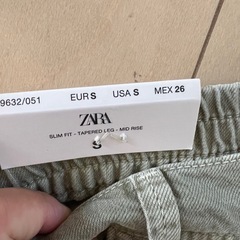 9632/051 EUR S USA S MEX 26
ZARA
SLIM FIT - TAPERED LEG - MID RISE
S